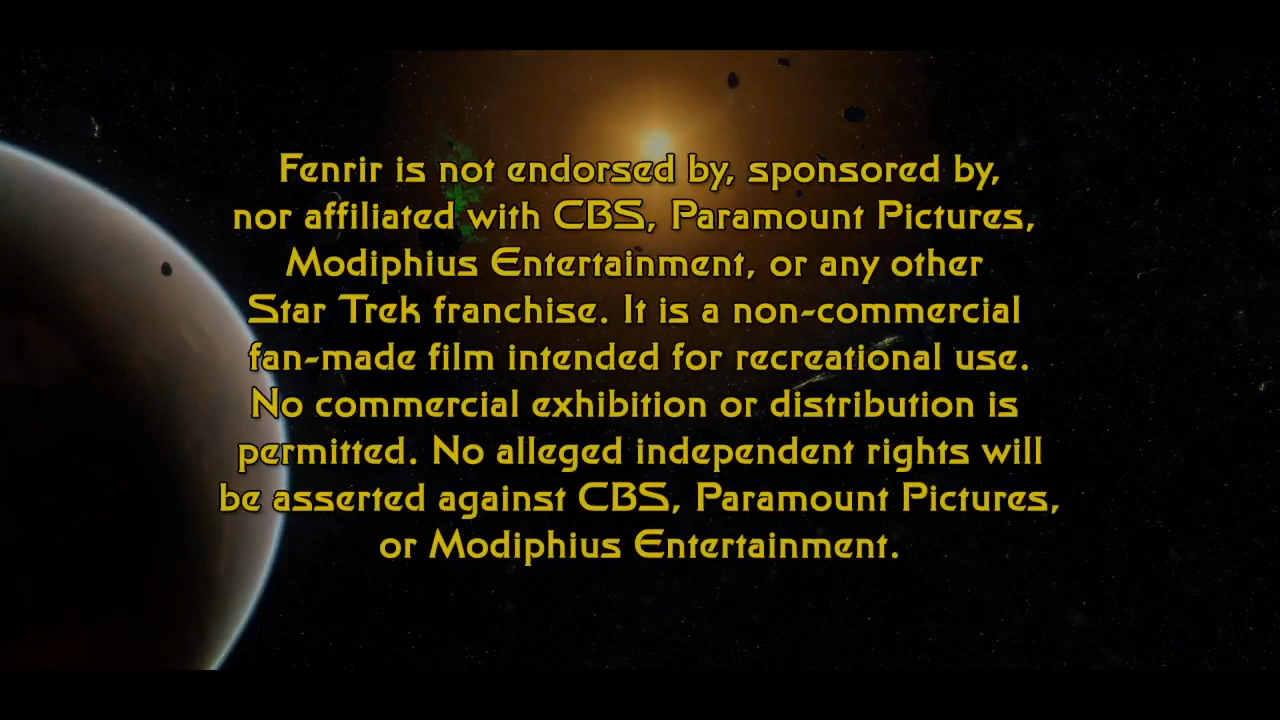 Fenrir is not endorsed by, sponsored by,
nor affiliated with CBS, Paramount Pictures,
Modiphius Entertainment, or any other
Star Trek franchise. It is a non-commercial
fan-made film intended for recreational use.
No commercial exhibition or distribution is
permitted. No alleged independent rights will
be asserted against CBS, Paramount Pictures,
or Modiphius Entertainment.